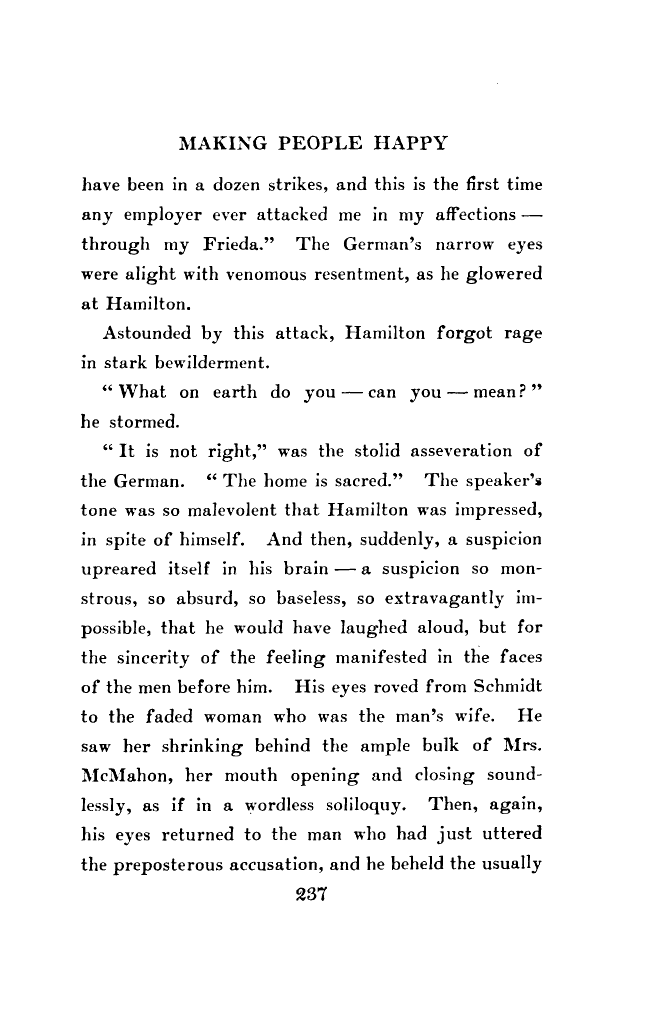 MAKING PEOPLE HAPPY
have been in a dozen strikes, and this is the first time
any employer ever attacked me in my affections —
through my Frieda.” The German’s narrow eyes
were alight with venomous resentment, as he glowered
at Hamilton.
Astounded by this attack, Hamilton forgot rage
in stark bewilderment.
“ What on earth do you — can you — mean? ”
he stormed.
“ It is not right,” was the stolid asseveration of
the German. “ The home is sacred.” The speaker’s
tone was so malevolent that Hamilton was impressed,
in spite of himself. And then, suddenly, a suspicion
upreared itself in his brain — a suspicion so mon-
strous, so absurd, so baseless, so extravagantly im-
possible, that he would have laughed aloud, but for
the sincerity of the feeling manifested in the faces
of the men before him. His eyes roved from Schmidt
to the faded woman who was the man’s wife. He
saw her shrinking behind the ample bulk of Mrs.
McMahon, her mouth opening and closing sound-
lessly, as if in a wordless soliloquy. Then, again,
his eyes returned to the man who had just uttered
the preposterous accusation, and he beheld the usually
237